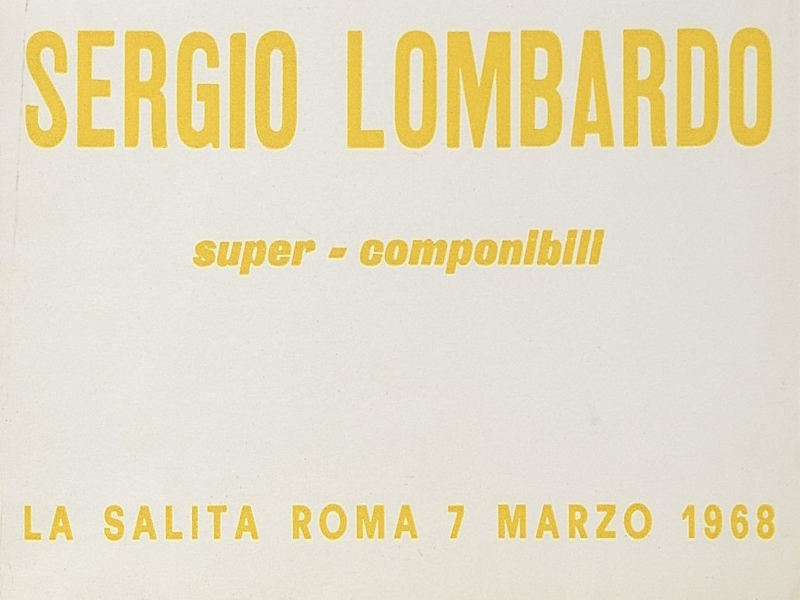 SERGIO LOMBARDO
super - componibili
LA SALITA ROMA 7 MARZO 1968